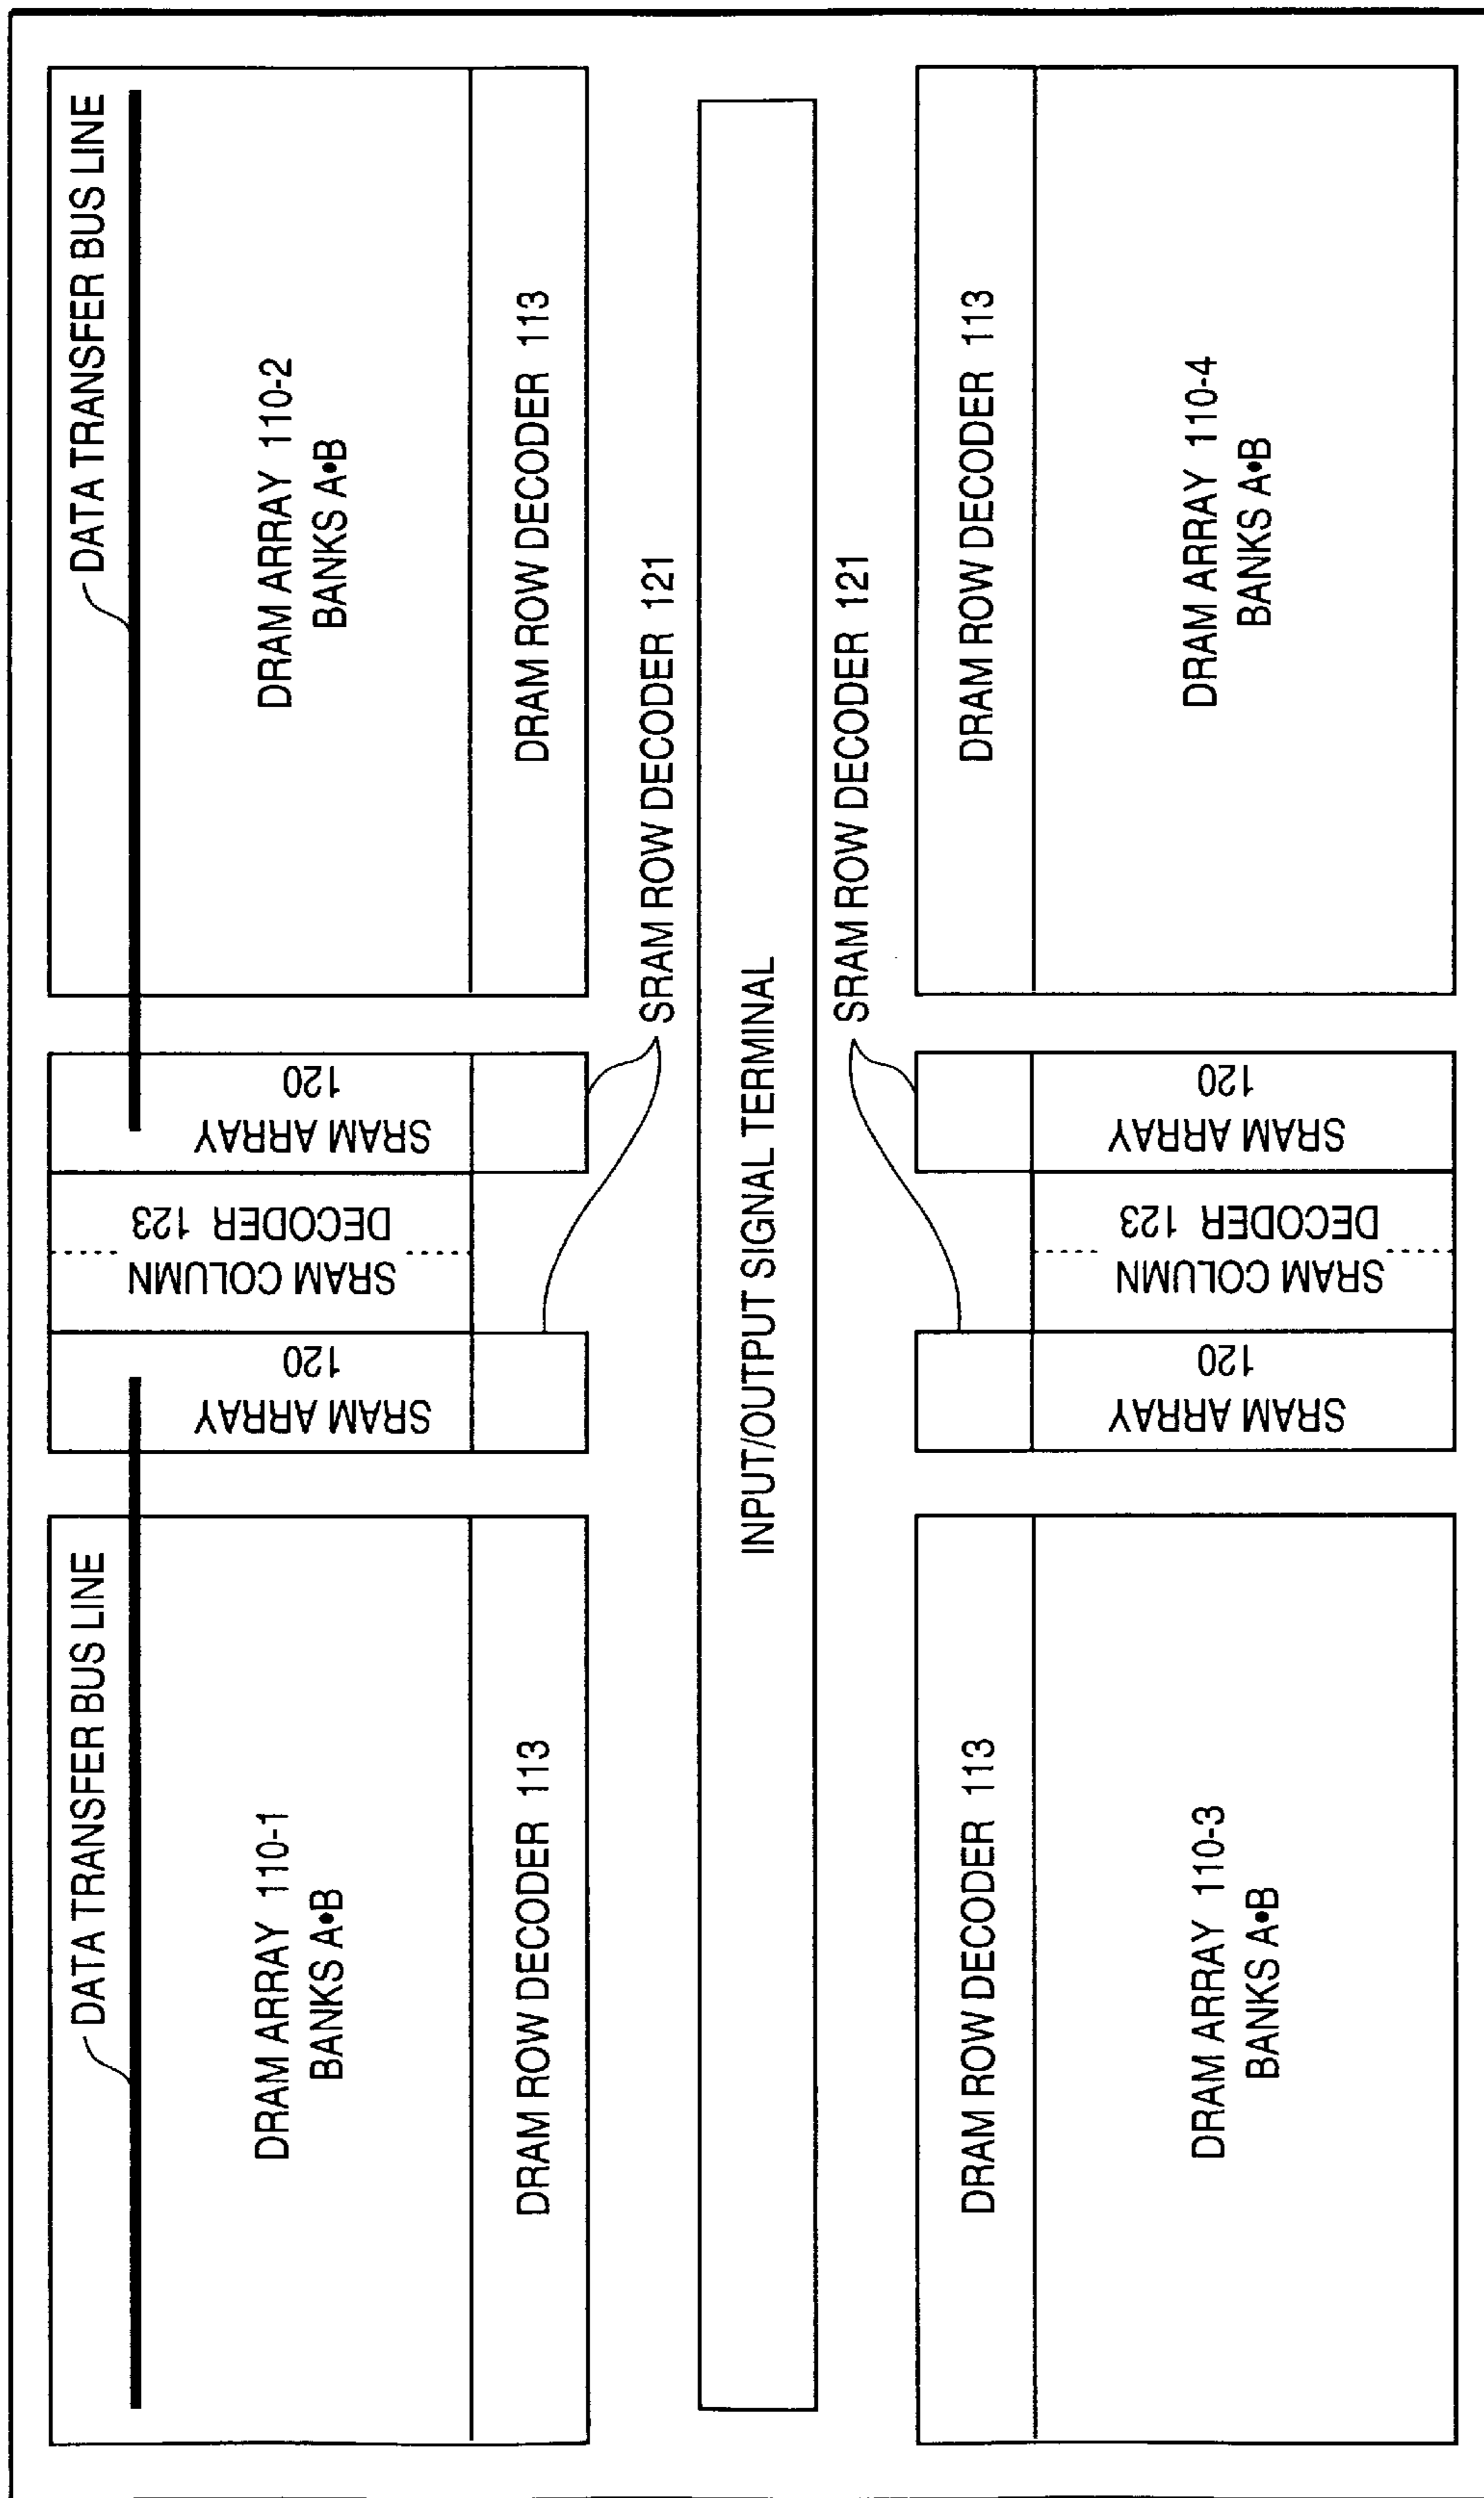 DATA TRANSFER BUS LINE
DRAM ARRAY 110-1
BANKS A•B
DRAM ROW DECODER 113
SRAM ARRAY
120
SRAM COLUMN
DECODER 123
SRAM ARRAY
120
DATA TRANSFER BUS LINE
DRAM ARRAY 110-2
BANKS A•B
DRAM ROW DECODER 113
SRAM ROW DECODER 121
INPUT/OUTPUT SIGNAL TERMINAL
SRAM ROW DECODER 121
DRAM ROW DECODER 113
DRAM ARRAY 110-3
BANKS A•B
SRAM ARRAY
120
SRAM COLUMN
DECODER 123
SRAM ARRAY
120
DRAM ROW DECODER 113
DRAM ARRAY 110-4
BANKS A•B